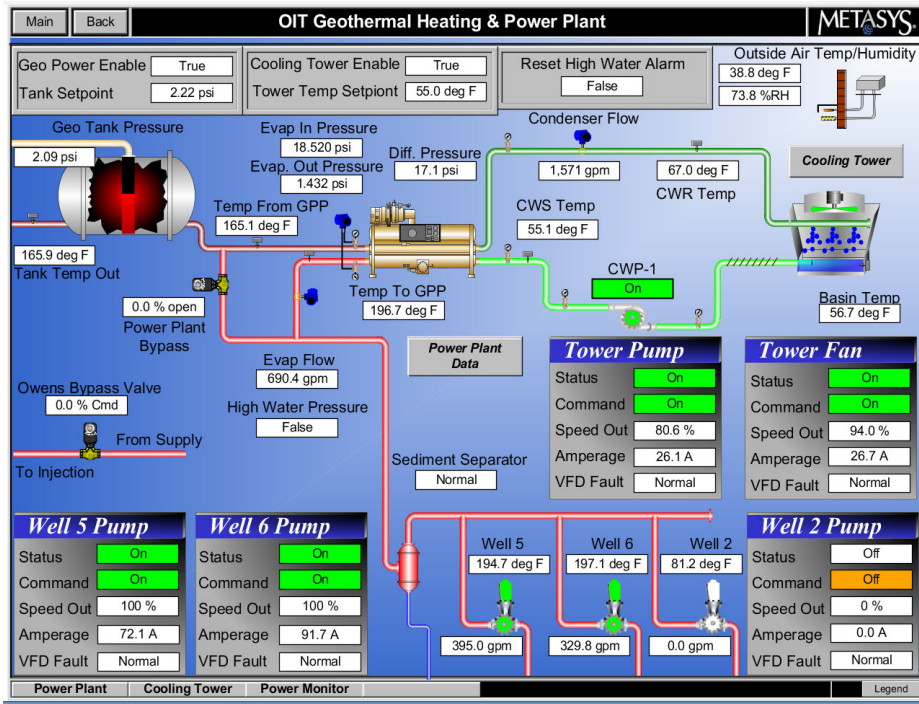 Main
Back
OIT Geothermal Heating & Power Plant
METASYS.
Geo Power Enable True
Tank Setpoint 2.22 psi
Cooling Tower Enable True
Tower Temp Setpiont 55.0 deg F
Reset High Water Alarm
False
Outside Air Temp/Humidity
38.8 deg F
73.8 %RH
Geo Tank Pressure
2.09 psi
Evap In Pressure
18.520 psi
Evap. Out Pressure
1.432 psi
Diff. Pressure
17.1 psi
Condenser Flow
1,571 gpm
67.0 deg F
CWR Temp
Cooling Tower
Temp From GPP
165.1 deg F
CWS Temp
55.1 deg F
165.9 deg F
Tank Temp Out
CWP-1
On
Temp To GPP
196.7 deg F
Basin Temp
56.7 deg F
0.0 % open
Power Plant
Bypass
Power Plant
Data
Evap Flow
690.4 gpm
High Water Pressure
False
Owens Bypass Valve
0.0 % Cmd
From Supply
To Injection
Sediment Separator
Normal
Tower Pump
Status On
Command On
Speed Out 80.6 %
Amperage 26.1 A
VFD Fault Normal
Tower Fan
Status On
Command On
Speed Out 94.0 %
Amperage 26.7 A
VFD Fault Normal
Well 5 Pump
Status On
Command On
Speed Out 100 %
Amperage 72.1 A
VFD Fault Normal
Well 6 Pump
Status On
Command On
Speed Out 100 %
Amperage 91.7 A
VFD Fault Normal
Well 5
194.7 deg F
395.0 gpm
Well 6
197.1 deg F
329.8 gpm
Well 2
81.2 deg F
0.0 gpm
Well 2 Pump
Status Off
Command Off
Speed Out 0 %
Amperage 0.0 A
VFD Fault Normal
Power Plant
Cooling Tower
Power Monitor
Legend